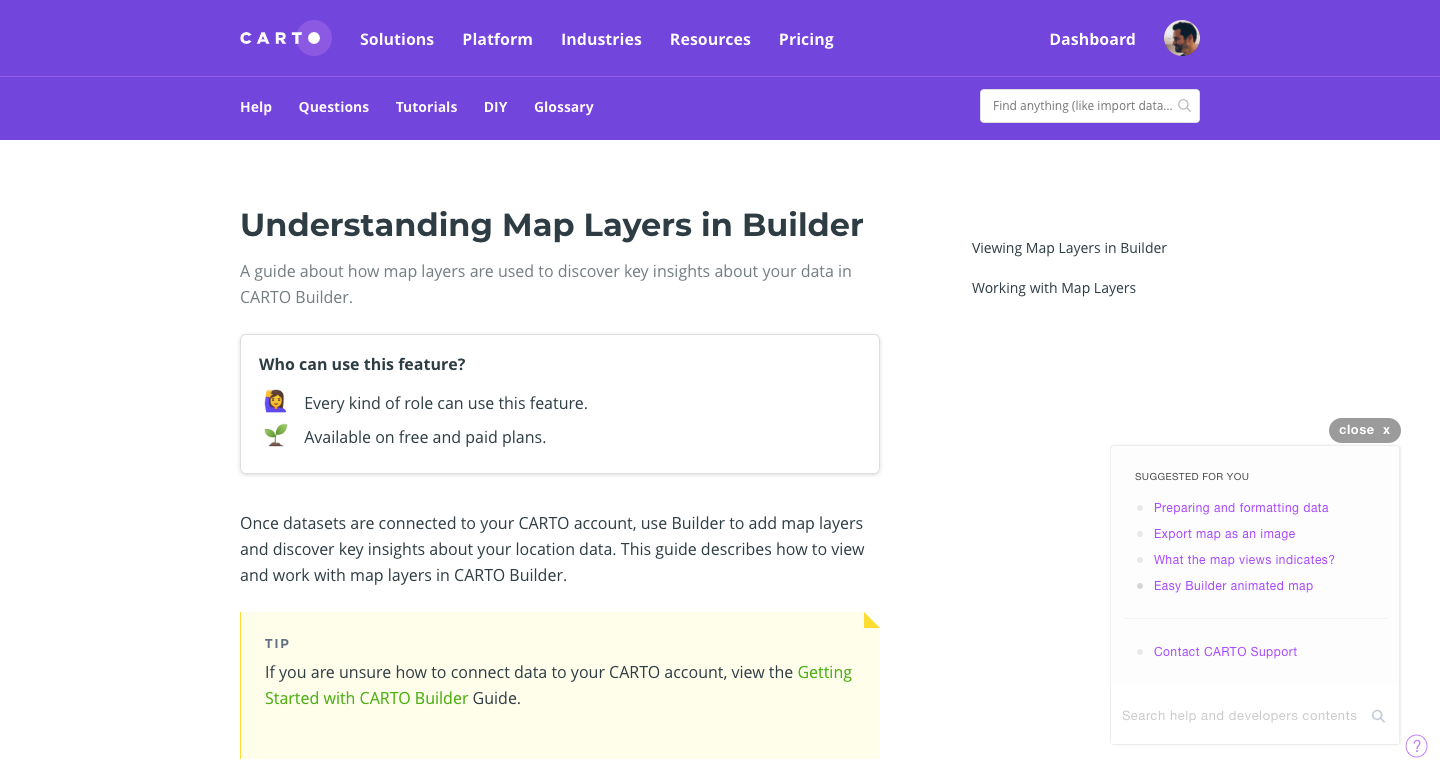 CARTO Solutions Platform Industries Resources Pricing Dashboard
Help Questions Tutorials DIY Glossary Find anything (like import data...
Understanding Map Layers in Builder
A guide about how map layers are used to discover key insights about your data in
CARTO Builder.
Who can use this feature?
Every kind of role can use this feature.
Available on free and paid plans.
Once datasets are connected to your CARTO account, use Builder to add map layers
and discover key insights about your location data. This guide describes how to view
and work with map layers in CARTO Builder.
TIP
If you are unsure how to connect data to your CARTO account, view the Getting
Started with CARTO Builder Guide.
Viewing Map Layers in Builder
Working with Map Layers
close x
SUGGESTED FOR YOU
Preparing and formatting data
Export map as an image
What the map views indicates?
Easy Builder animated map
Contact CARTO Support
Search help and developers contents
?